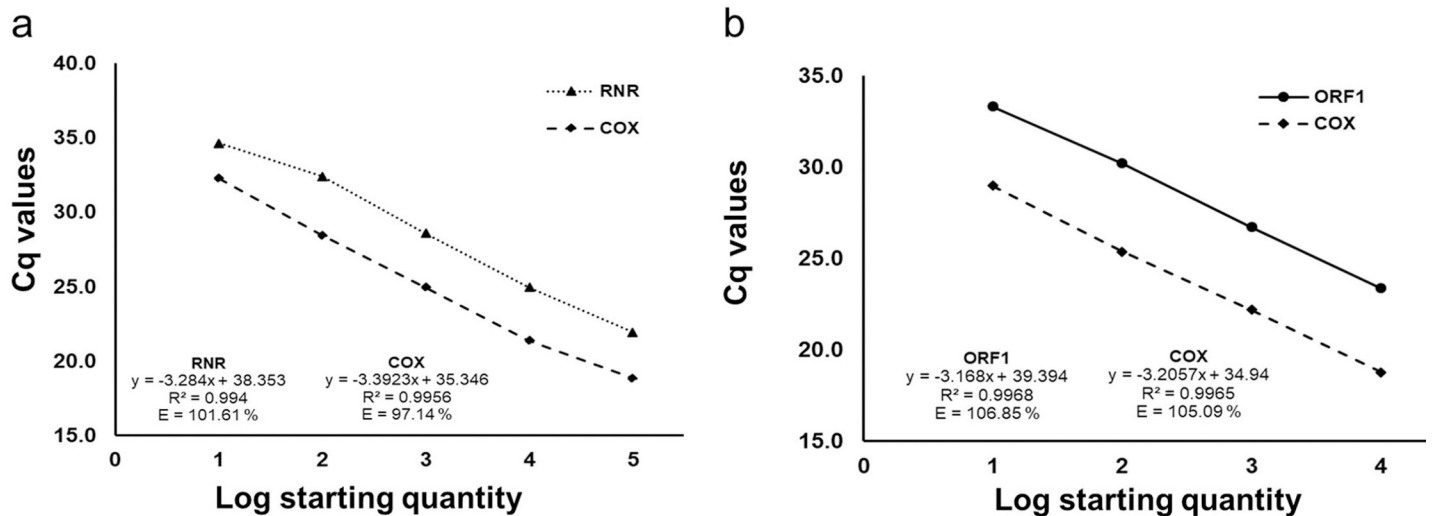 a
40.0
35.0
30.0
25.0
20.0
15.0
Cq values
RNR
COX
RNR
y = -3.284x + 38.353
R² = 0.994
E = 101.61 %
COX
y = -3.3923x + 35.346
R² = 0.9956
E = 97.14 %
0 1 2 3 4 5
Log starting quantity
b
35.0
30.0
25.0
20.0
15.0
Cq values
ORF1
COX
ORF1
y = -3.168x + 39.394
R² = 0.9968
E = 106.85 %
COX
y = -3.2057x + 34.94
R² = 0.9965
E = 105.09 %
0 1 2 3 4
Log starting quantity